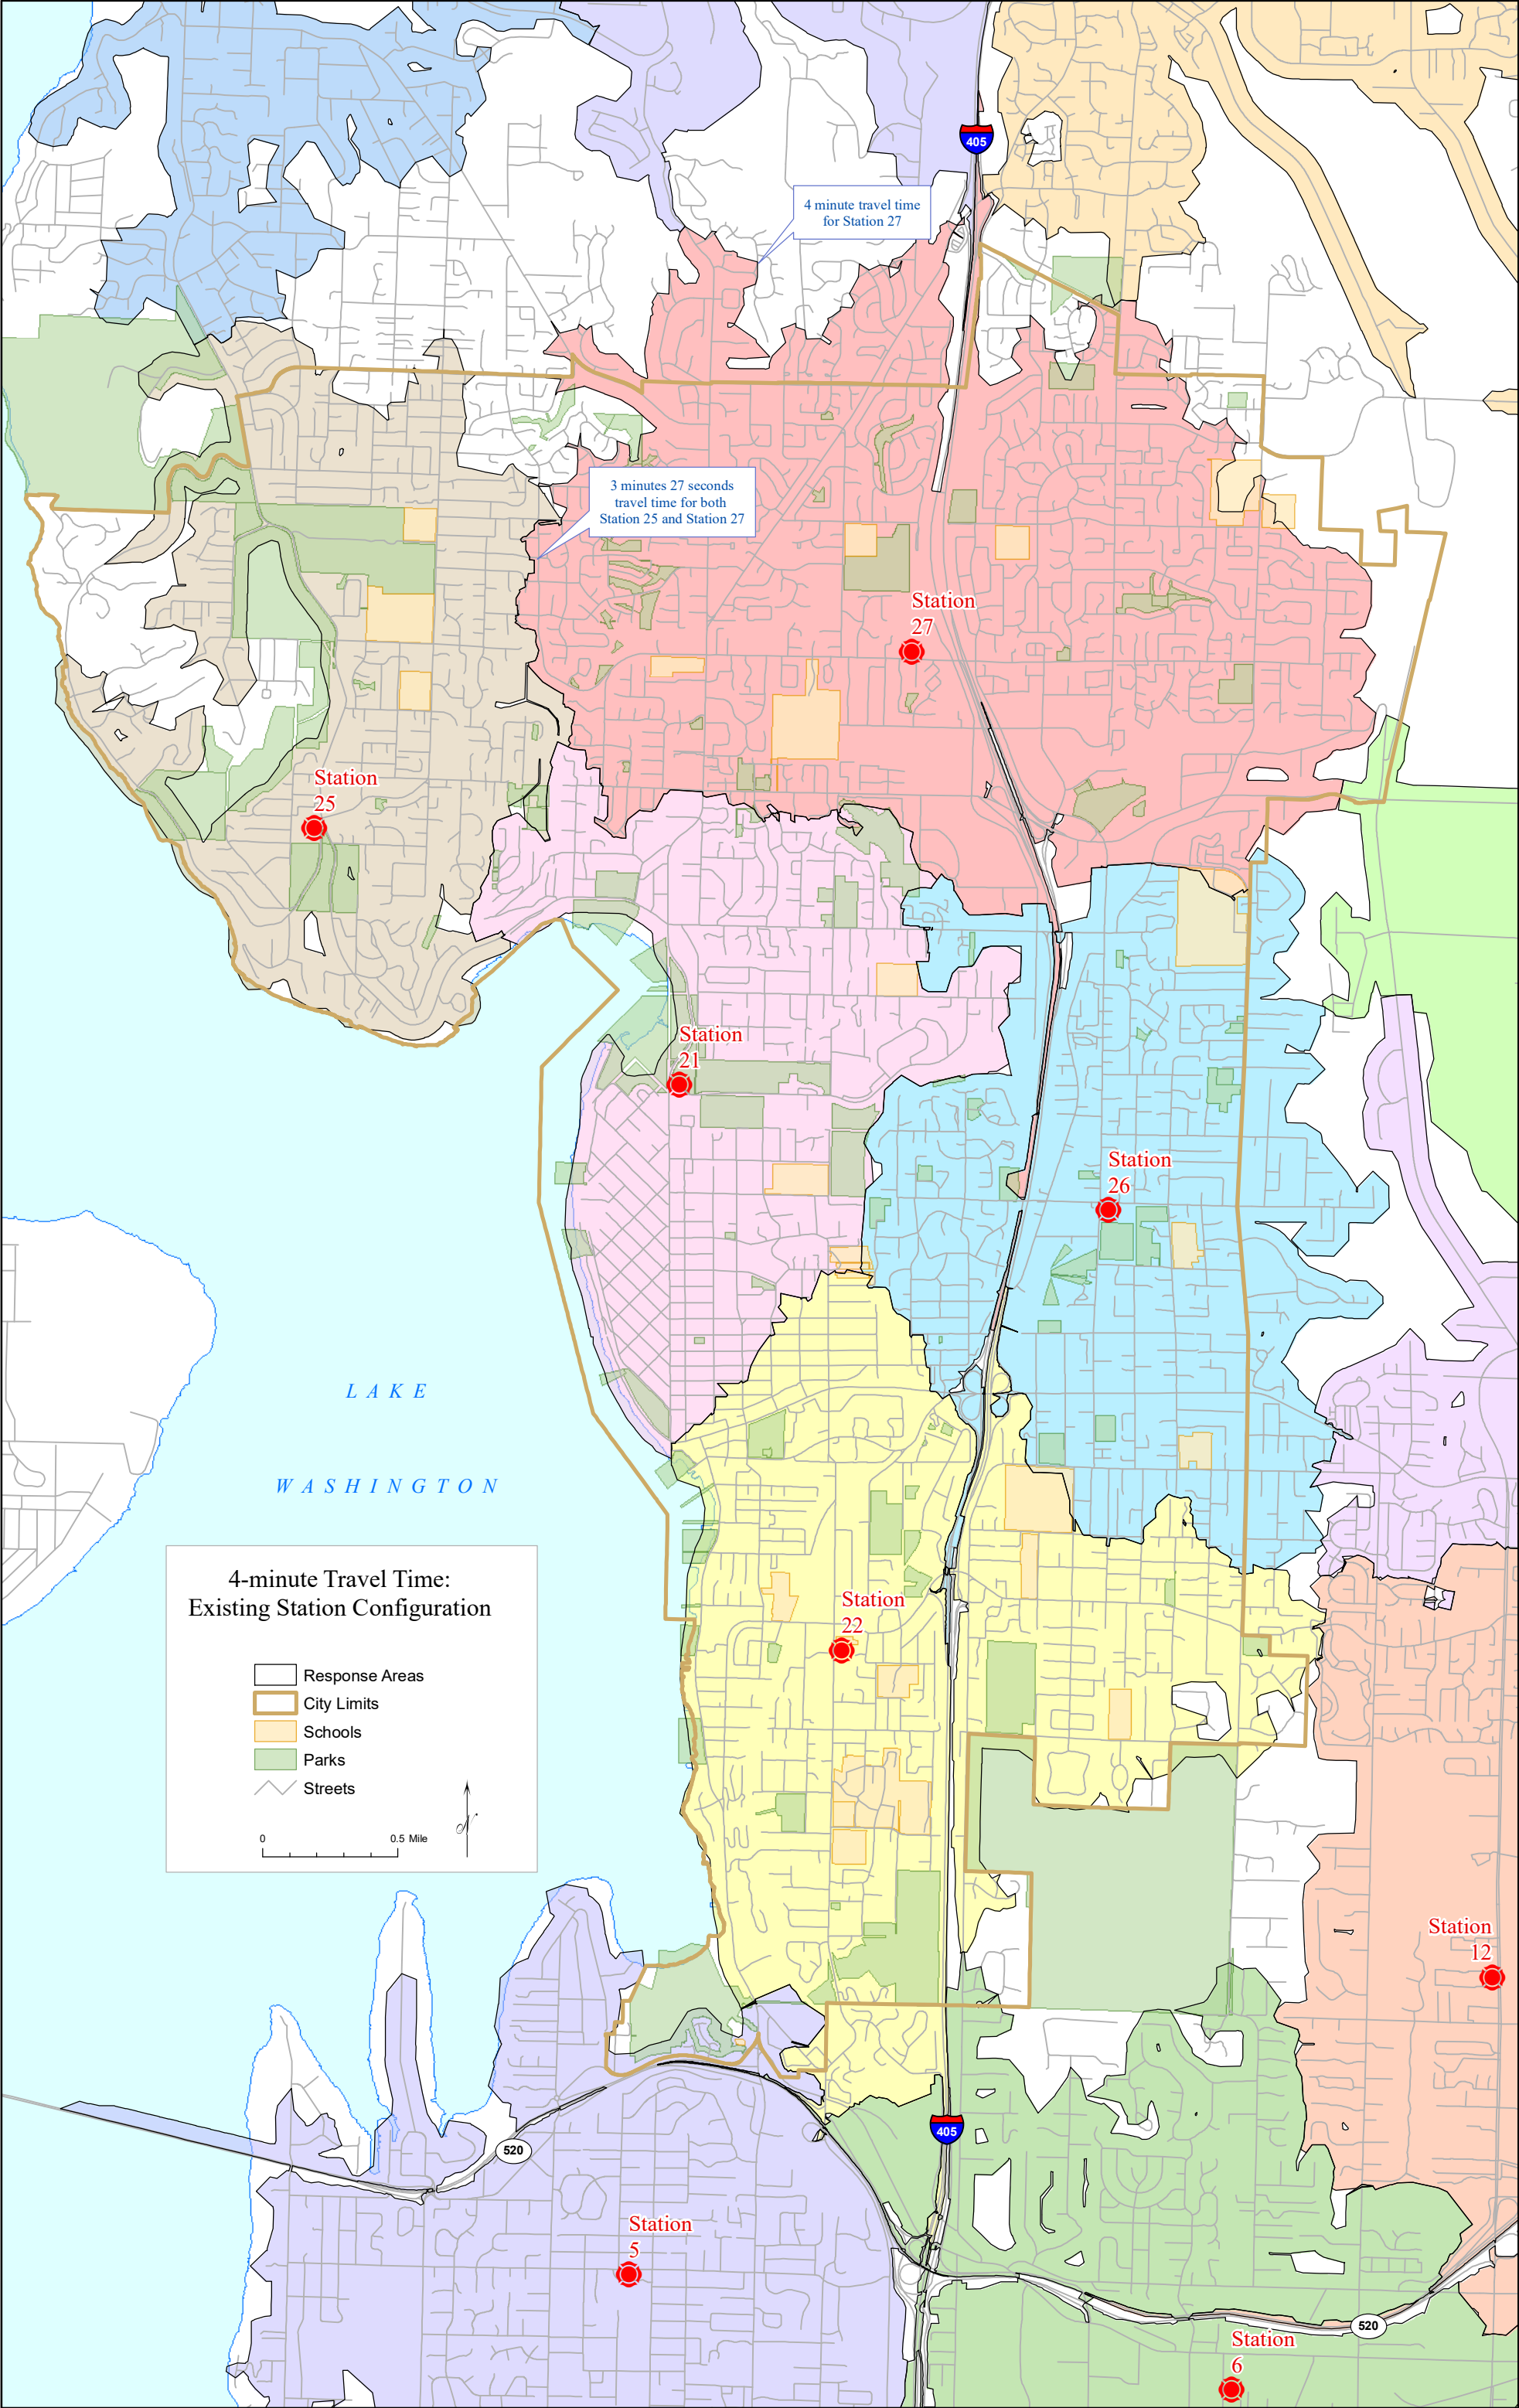 405
4 minute travel time
for Station 27
3 minutes 27 seconds
travel time for both
Station 25 and Station 27
Station
27
Station
25
Station
21
Station
26
LAKE
WASHINGTON
4-minute Travel Time:
Existing Station Configuration
Response Areas
City Limits
Schools
Parks
Streets
0 0.5 Mile
N
Station
22
Station
12
405
520
Station
5
520
Station
6